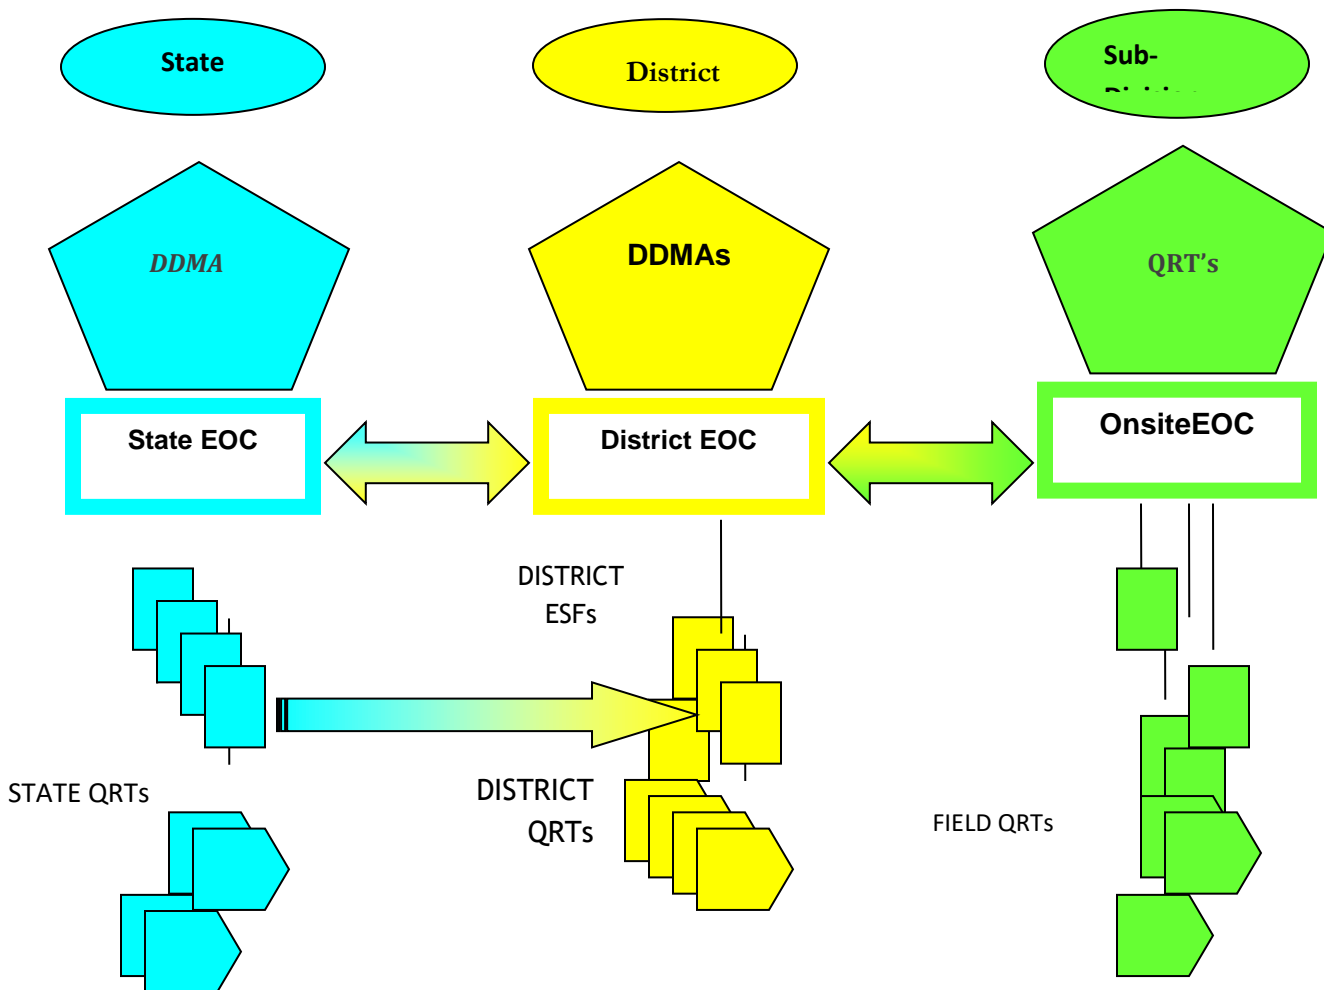 State
District
Sub-
DDMA
DDMAs
QRT's
State EOC
District EOC
OnsiteEOC
DISTRICT
ESFs
STATE QRTs
DISTRICT
QRTs
FIELD QRTs